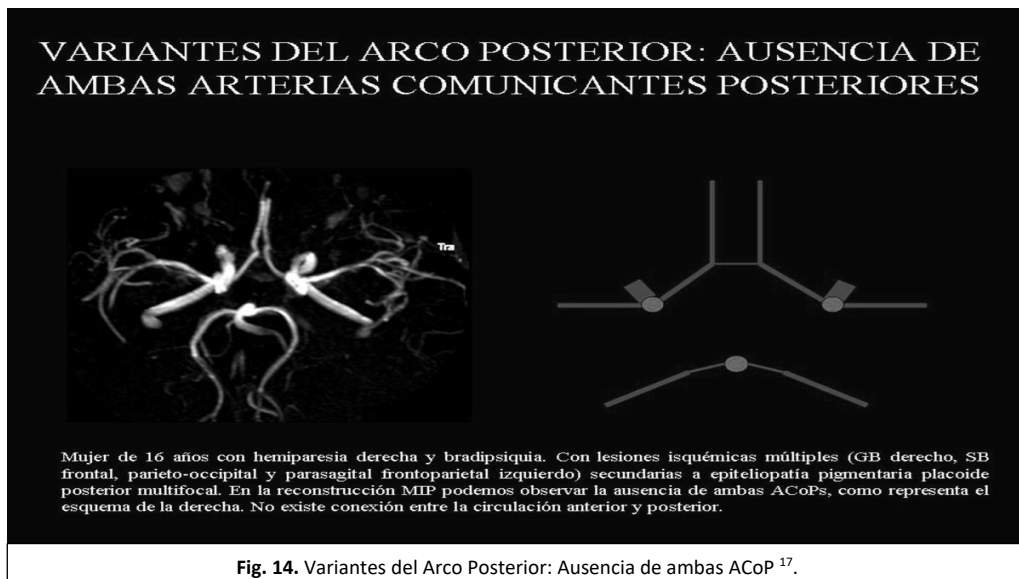 VARIANTES DEL ARCO POSTERIOR: AUSENCIA DE
AMBAS ARTERIAS COMUNICANTES POSTERIORES
Tra
Mujer de 16 años con hemiparesia derecha y bradipsiquia. Con lesiones isquémicas múltiples (GB derecho, SB
frontal, parieto-occipital y parasagital frontoparietal izquierdo) secundarias a epiteliopatía pigmentaria placoide
posterior multifocal. En la reconstrucción MIP podemos observar la ausencia de ambas ACoPs, como representa el
esquema de la derecha. No existe conexión entre la circulación anterior y posterior.
Fig. 14. Variantes del Arco Posterior: Ausencia de ambas ACoP 17.